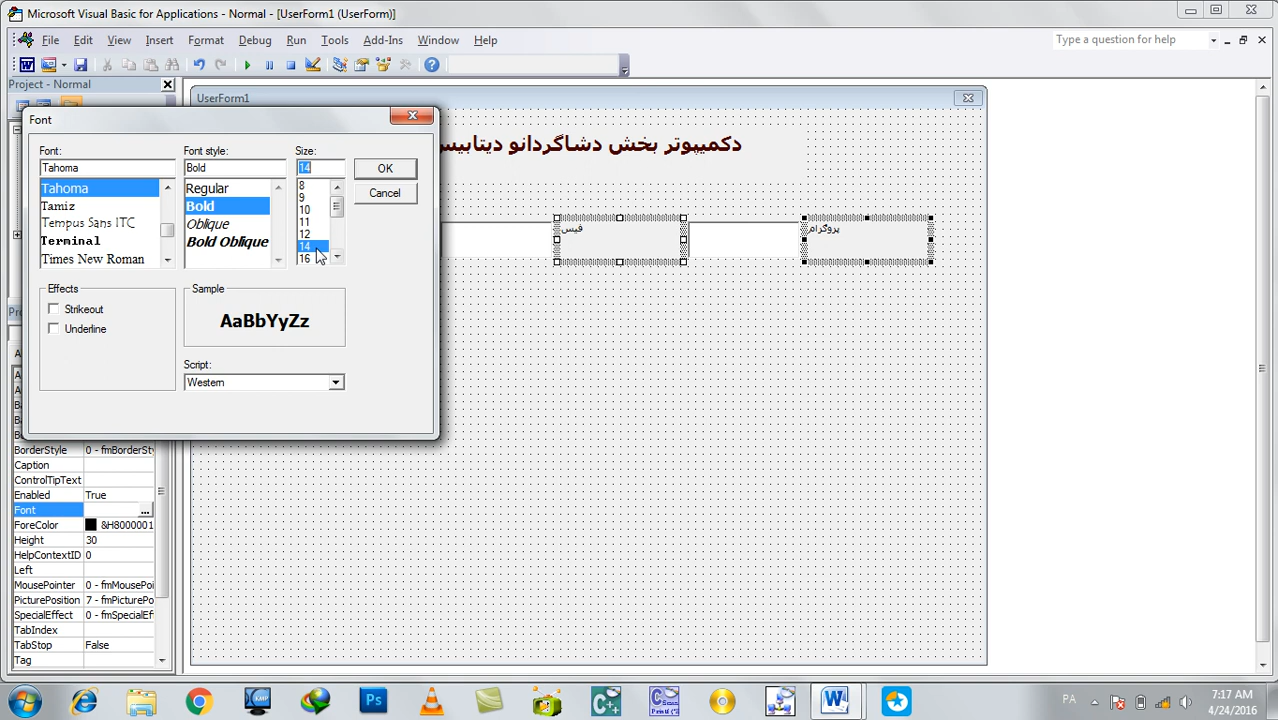 Microsoft Visual Basic for Applications - Normal - [UserForm1 (UserForm)]
File Edit View Insert Format Debug Run Tools Add-Ins Window Help
Type a question for help
Project - Normal
UserForm1
Font
دکمیپوتر بخش دشاگردانو دیتابیس
Font:
Font style:
Size:
Tahoma
Bold
14
OK
Cancel
Tahoma
Tamiz
Tempus Sans ITC
Terminal
Times New Roman
Regular
Bold
Oblique
Bold Oblique
8
9
10
11
12
14
16
فیس
پروگرام
Effects
Strikeout
Underline
Sample
AaBbYyZz
Script:
Western
BorderStyle 0 - fmBorderSt
Caption
ControlTipText
Enabled True
Font ...
ForeColor &H8000001
Height 30
HelpContextID 0
Left
MousePointer 0 - fmMousePoi
PicturePosition 7 - fmPicturePo
SpecialEffect 0 - fmSpecialEf
TabIndex
TabStop False
Tag
PA
7:17 AM
4/24/2016